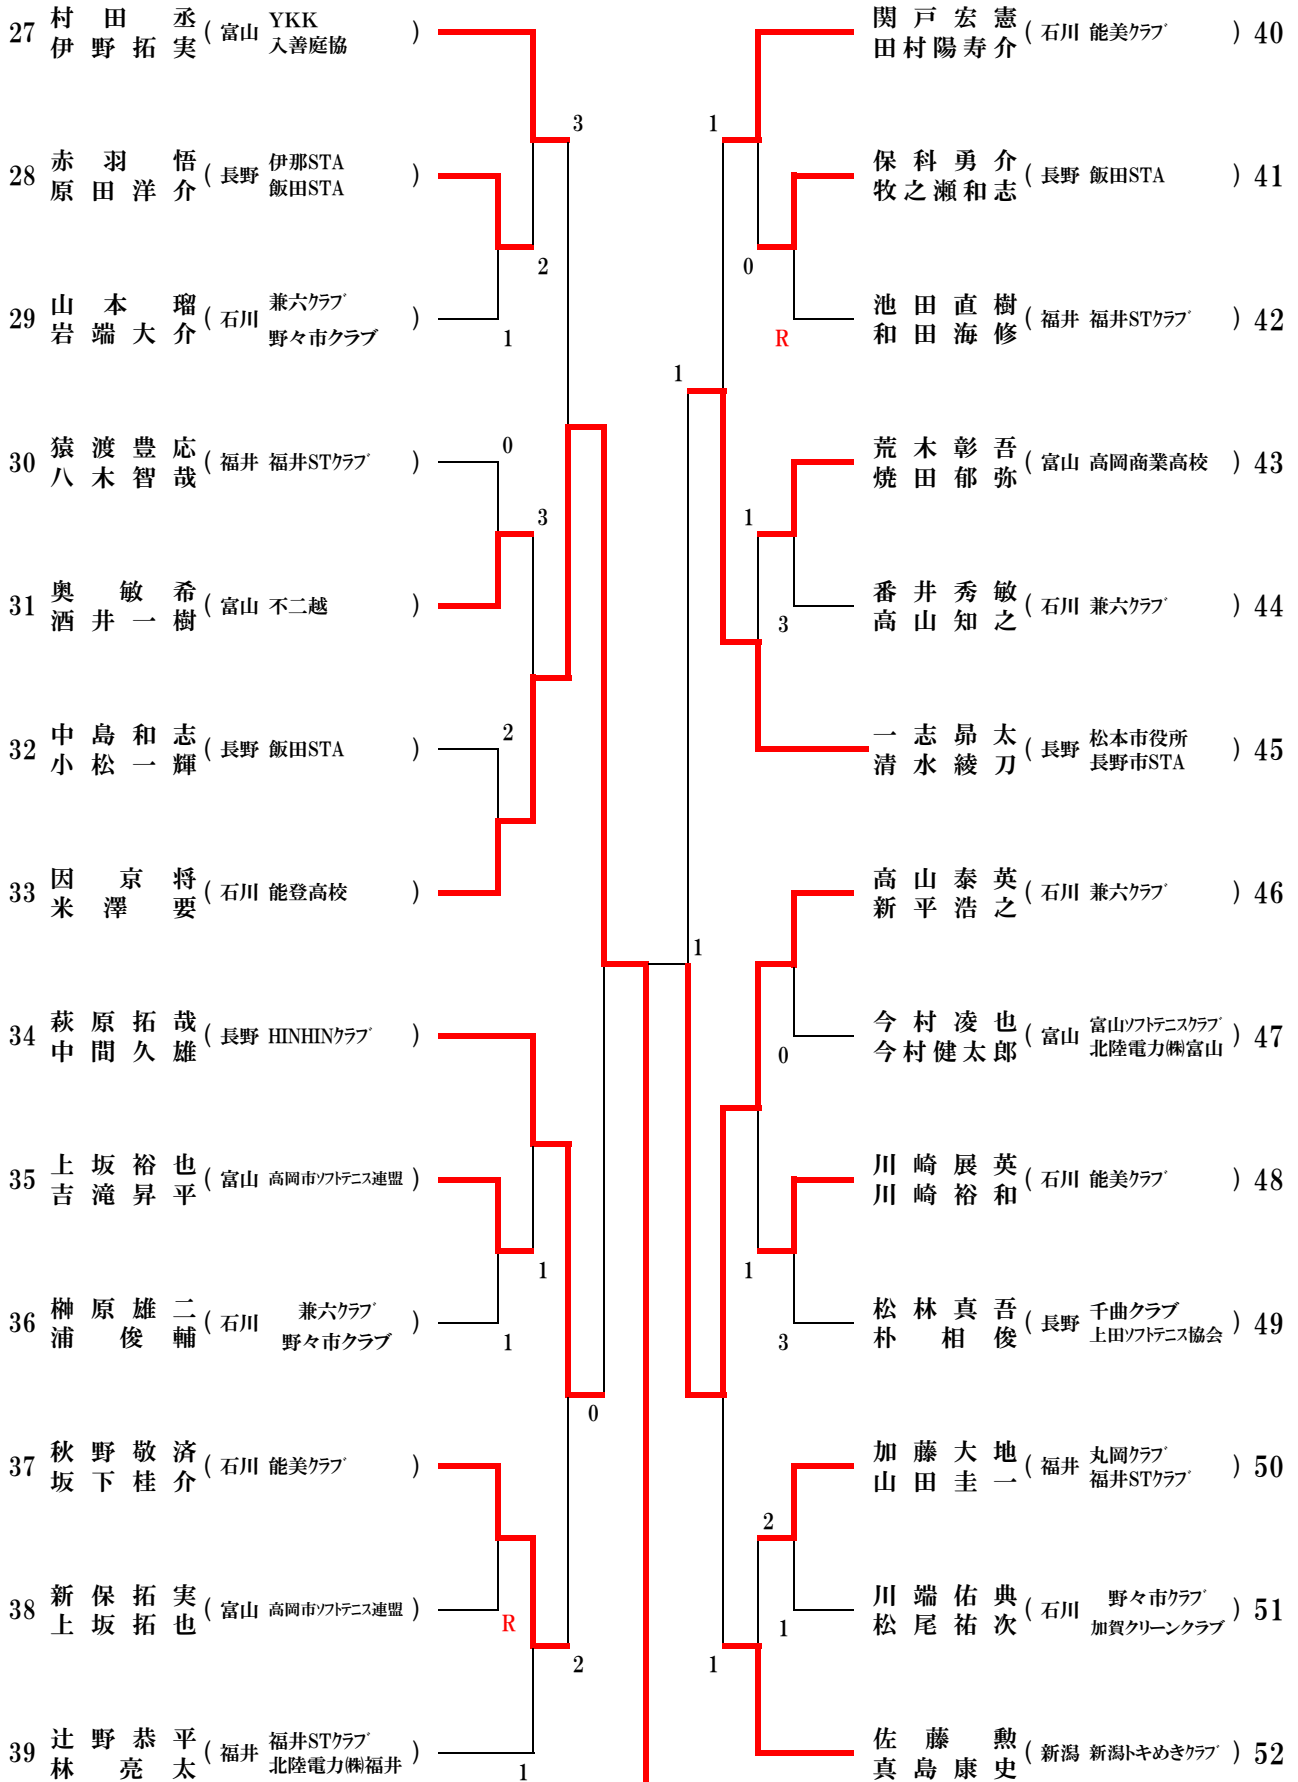 27 村田丞 伊野拓実 ( 富山 YKK 入善庭協 )
3
28 赤羽悟 原田洋介 ( 長野 伊那STA 飯田STA )
2
29 山本瑠 岩端大介 ( 石川 兼六クラブ 野々市クラブ )
1
30 猿渡豊応 八木智哉 ( 福井 福井STクラブ )
0
3
31 奥敏希 酒井一樹 ( 富山 不二越 )
32 中島和志 小松一輝 ( 長野 飯田STA )
2
33 因京将 米澤要 ( 石川 能登高校 )
34 萩原拓哉 中間久雄 ( 長野 HINHINクラブ )
35 上坂裕也 吉滝昇平 ( 富山 高岡市ソフトテニス連盟 )
1
36 榊原雄二 浦俊輔 ( 石川 兼六クラブ 野々市クラブ )
1
0
37 秋野敬済 坂下桂介 ( 石川 能美クラブ )
38 新保拓実 上坂拓也 ( 富山 高岡市ソフトテニス連盟 )
R
2
39 辻野恭平 林亮太 ( 福井 福井STクラブ 北陸電力㈱福井 )
1
関戸宏憲 田村陽寿介 ( 石川 能美クラブ ) 40
1
保科勇介 牧之瀬和志 ( 長野 飯田STA ) 41
0
池田直樹 和田海修 ( 福井 福井STクラブ ) 42
R
1
荒木彰吾 焼田郁弥 ( 富山 高岡商業高校 ) 43
1
番井秀敏 高山知之 ( 石川 兼六クラブ ) 44
3
一志昴太 清水綾刀 ( 長野 松本市役所 長野市STA ) 45
高山泰英 新平浩之 ( 石川 兼六クラブ ) 46
1
今村凌也 今村健太郎 ( 富山 富山ソフトテニスクラブ 北陸電力㈱富山 ) 47
0
川崎展英 川崎裕和 ( 石川 能美クラブ ) 48
1
松林真吾 朴相俊 ( 長野 千曲クラブ 上田ソフトテニス協会 ) 49
3
加藤大地 山田圭一 ( 福井 丸岡クラブ 福井STクラブ ) 50
2
川端佑典 松尾祐次 ( 石川 野々市クラブ 加賀クリーンクラブ ) 51
1
1
佐藤勲 真島康史 ( 新潟 新潟トキめきクラブ ) 52